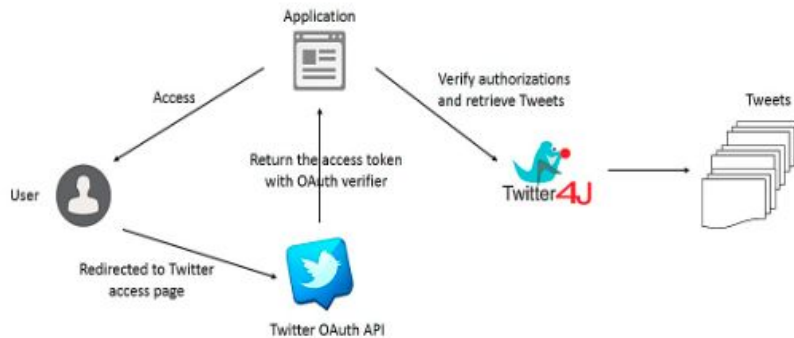 Application
Access
Verify authorizations
and retrieve Tweets
Tweets
Return the access token
with OAuth verifier
User
Twitter4J
Redirected to Twitter
access page
Twitter OAuth API